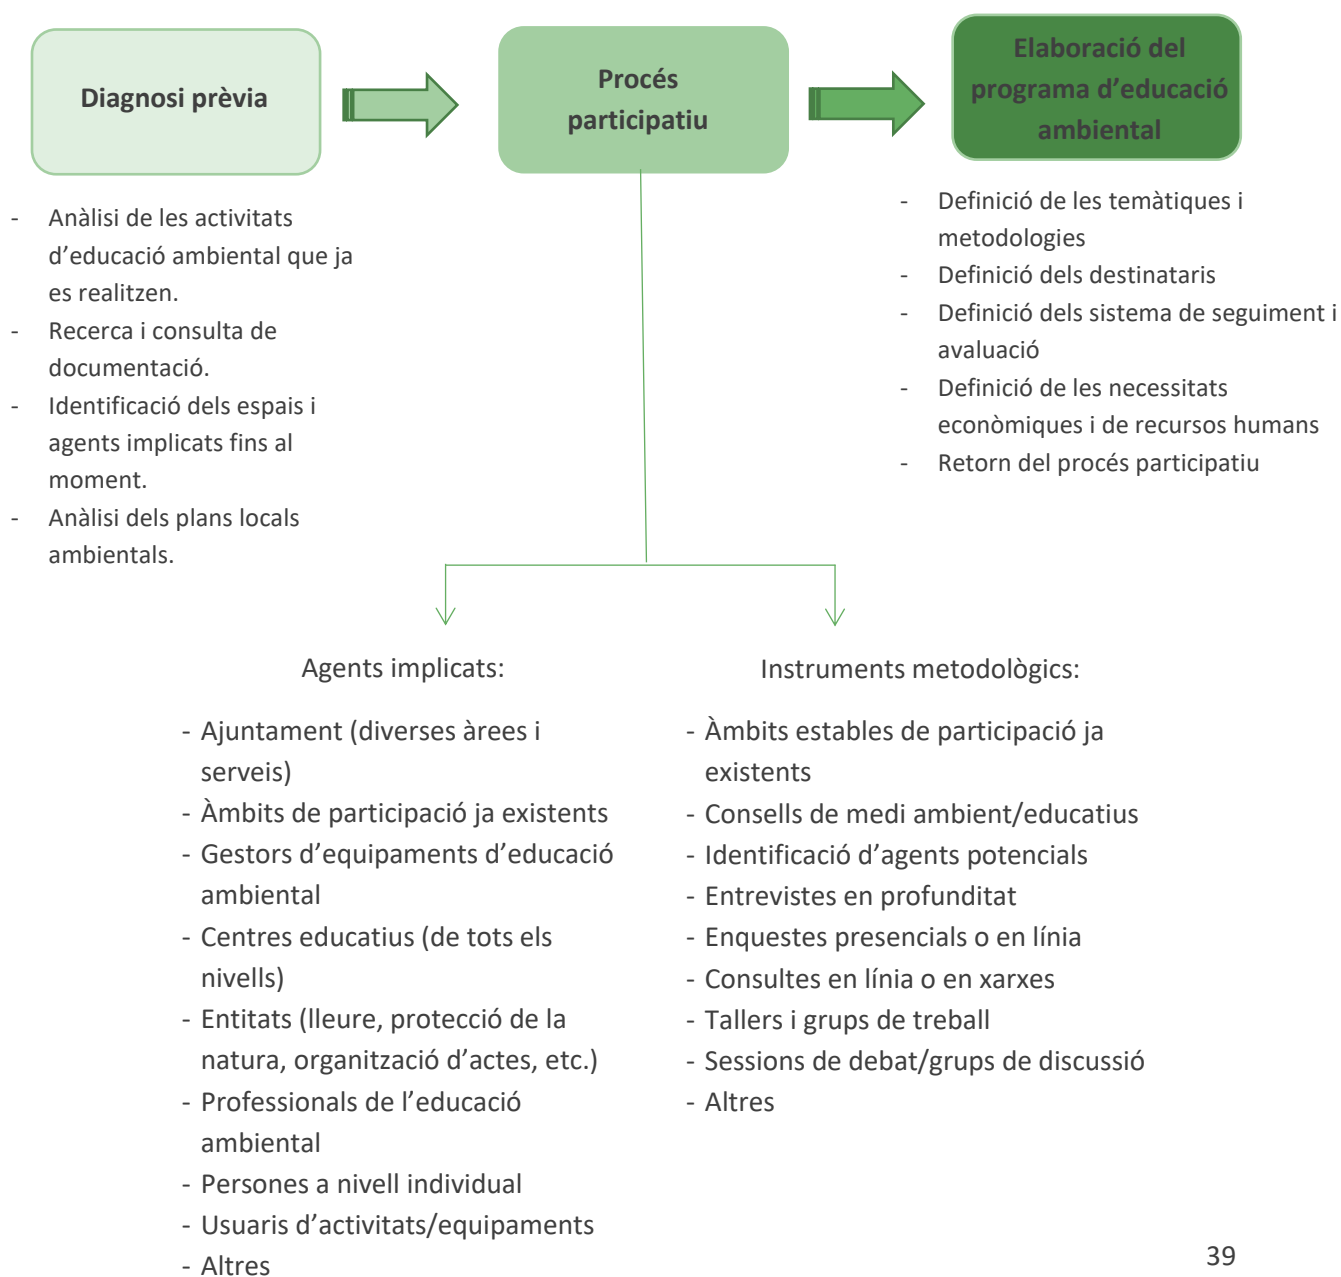 Diagnosi prèvia
Procés
participatiu
Elaboració del
programa d’educació
ambiental
- Anàlisi de les activitats
d’educació ambiental que ja
es realitzen.
- Recerca i consulta de
documentació.
- Identificació dels espais i
agents implicats fins al
moment.
- Anàlisi dels plans locals
ambientals.
- Definició de les temàtiques i
metodologies
- Definició dels destinataris
- Definició dels sistema de seguiment i
avaluació
- Definició de les necessitats
econòmiques i de recursos humans
- Retorn del procés participatiu
Agents implicats:
- Ajuntament (diverses àrees i
serveis)
- Àmbits de participació ja existents
- Gestors d’equipaments d’educació
ambiental
- Centres educatius (de tots els
nivells)
- Entitats (lleure, protecció de la
natura, organització d’actes, etc.)
- Professionals de l’educació
ambiental
- Persones a nivell individual
- Usuaris d’activitats/equipaments
- Altres
Instruments metodològics:
- Àmbits estables de participació ja
existents
- Consells de medi ambient/educatius
- Identificació d’agents potencials
- Entrevistes en profunditat
- Enquestes presencials o en línia
- Consultes en línia o en xarxes
- Tallers i grups de treball
- Sessions de debat/grups de discussió
- Altres
39